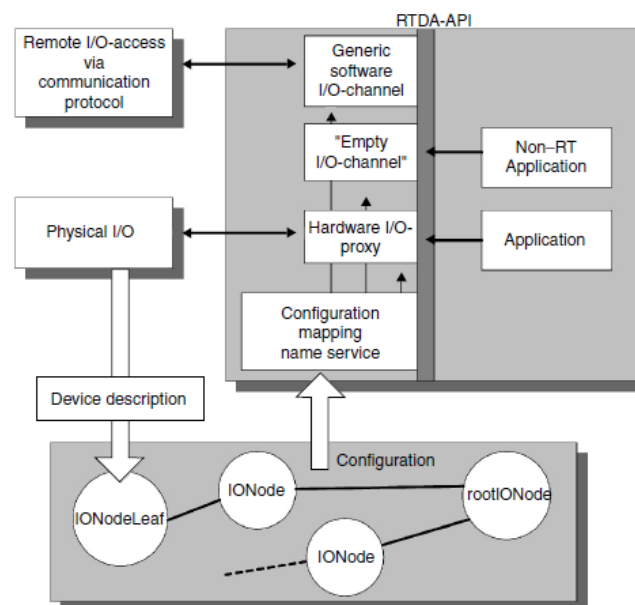 RTDA-API
Remote I/O-access
via
communication
protocol
Generic
software
I/O-channel
"Empty
I/O-channel"
Non–RT
Application
Physical I/O
Hardware I/O-
proxy
Application
Configuration
mapping
name service
Device description
Configuration
IONode
rootIONode
IONodeLeaf
IONode